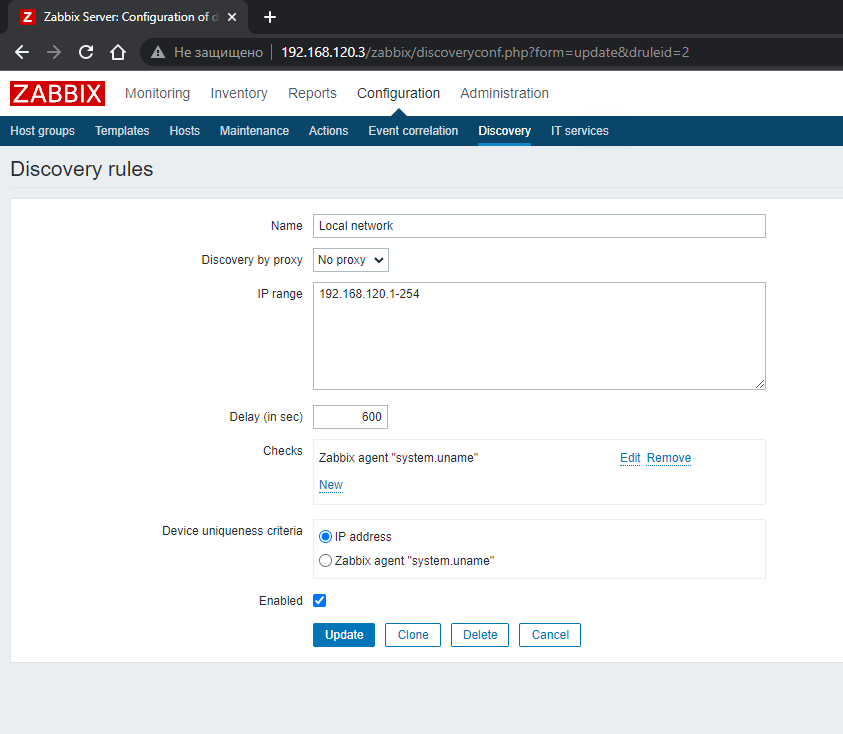 Z Zabbix Server: Configuration of d
Не защищено 192.168.120.3/zabbix/discoveryconf.php?form=update&druleid=2
ZABBIX Monitoring Inventory Reports Configuration Administration
Host groups Templates Hosts Maintenance Actions Event correlation Discovery IT services
Discovery rules
Name Local network
Discovery by proxy No proxy
IP range 192.168.120.1-254
Delay (in sec) 600
Checks Zabbix agent "system.uname" Edit Remove
New
Device uniqueness criteria IP address
Zabbix agent "system.uname"
Enabled
Update Clone Delete Cancel